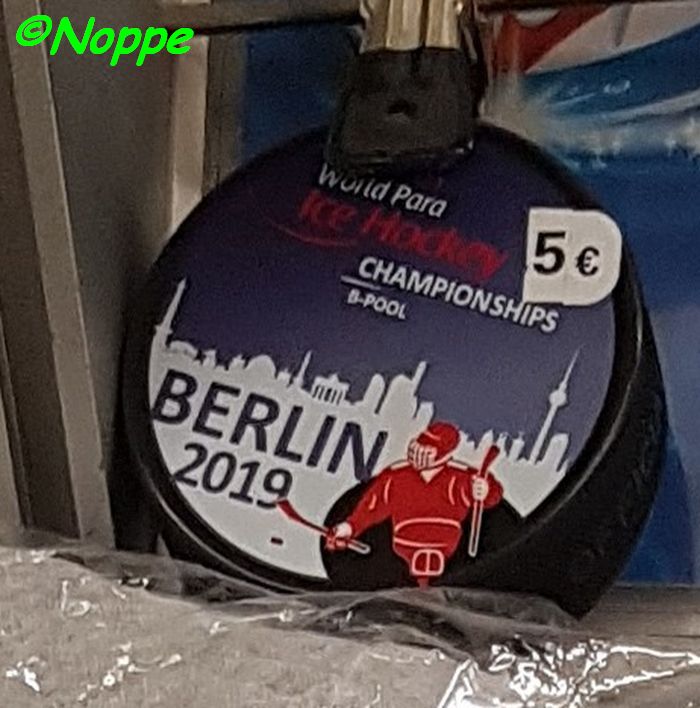 ©Noppe
World Para
Ice Hockey
CHAMPIONSHIPS
B-POOL
5 €
BERLIN
2019